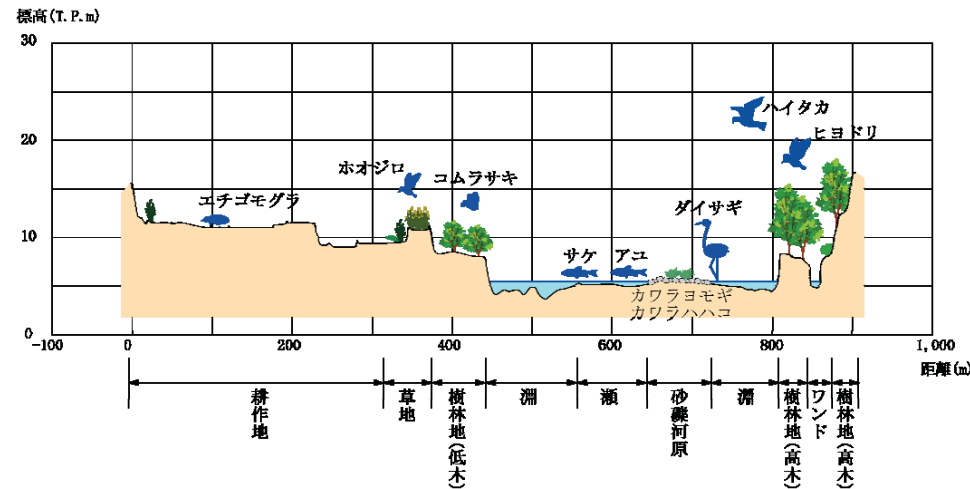 標高(T.P.m)
30
20
10
0
ハイタカ
ヒヨドリ
ホオジロ
コムラサキ
エチゴモグラ
ダイサギ
サケ
アユ
カワラヨモギ
カワラハハコ
-100
0
200
400
600
800
1,000
距離(m)
耕作地
草地
樹林地(低木)
淵
瀬
砂礫河原
淵
樹林地(高木)
ワンド
樹林地(高木)